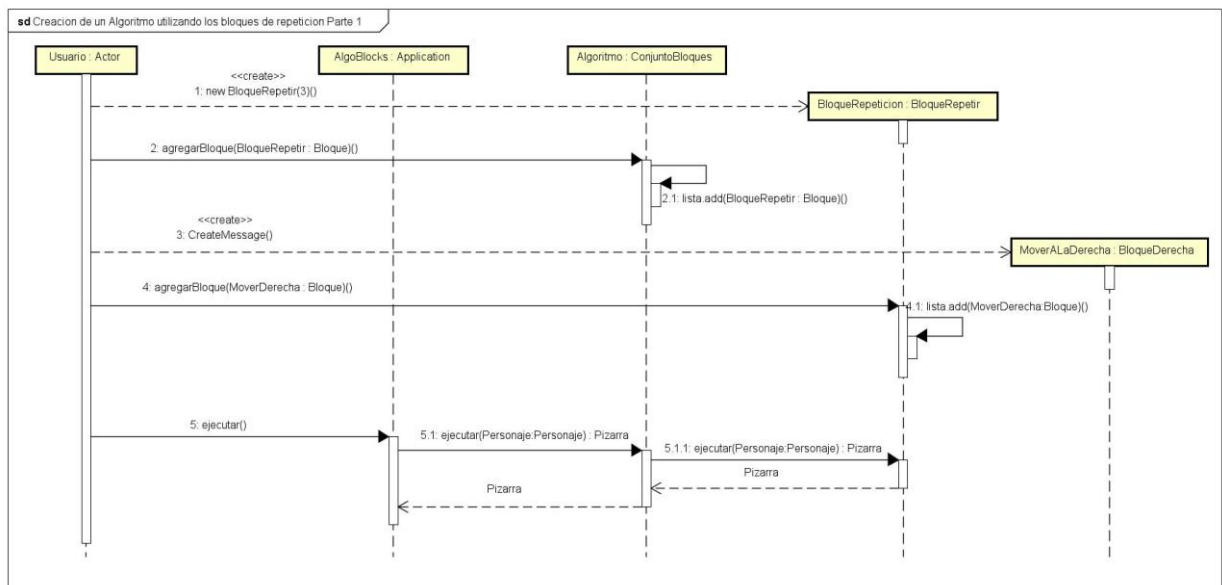 sd Creacion de un Algoritmo utilizando los bloques de repeticion Parte 1
Usuario : Actor
AlgoBlocks : Application
Algoritmo : ConjuntoBloques
<<create>>
1: new BloqueRepetir(3)()
BloqueRepeticion : BloqueRepetir
2: agregarBloque(BloqueRepetir : Bloque)()
2.1: lista.add(BloqueRepetir : Bloque)()
<<create>>
3: CreateMessage()
MoverALaDerecha : BloqueDerecha
4: agregarBloque(MoverDerecha : Bloque)()
4.1: lista.add(MoverDerecha:Bloque)()
5: ejecutar()
5.1: ejecutar(Personaje:Personaje) : Pizarra
5.1.1: ejecutar(Personaje:Personaje) : Pizarra
Pizarra
Pizarra